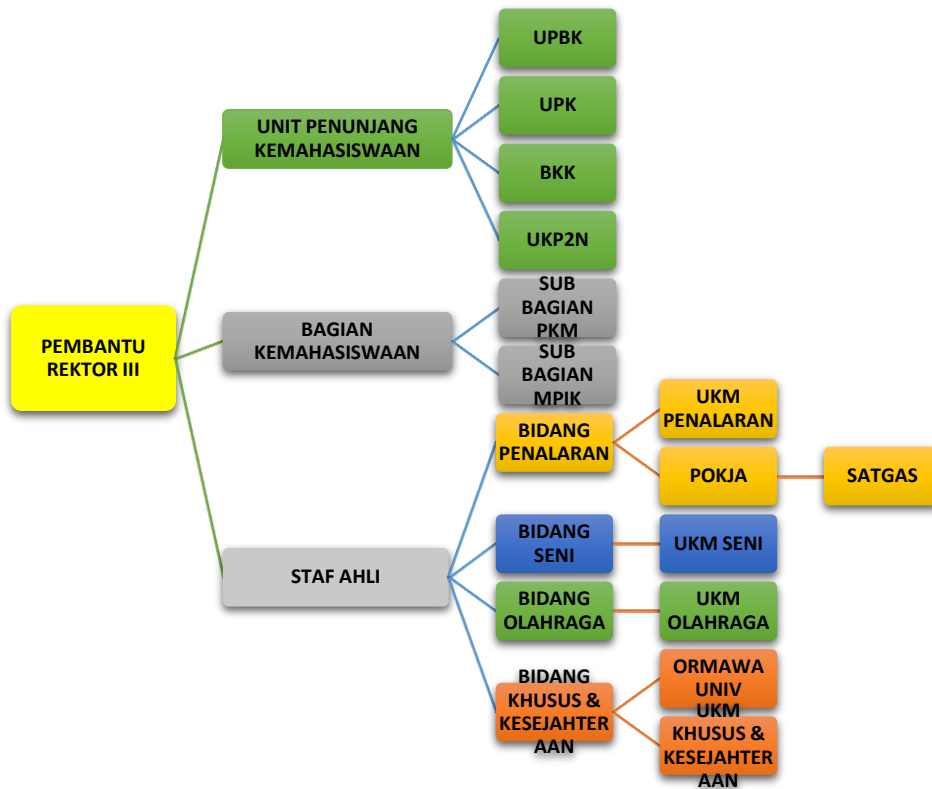 UPBK
UPK
BKK
UKP2N
UNIT PENUNJANG
KEMAHASISWAAN
SUB
BAGIAN
PKM
SUB
BAGIAN
MPIK
BAGIAN
KEMAHASISWAAN
PEMBANTU
REKTOR III
STAF AHLI
BIDANG
PENALARAN
UKM
PENALARAN
POKJA
SATGAS
BIDANG
SENI
UKM SENI
BIDANG
OLAHRAGA
UKM
OLAHRAGA
BIDANG
KHUSUS &
KESEJAHTER
AAN
ORMAWA
UNIV
UKM
KHUSUS &
KESEJAHTER
AAN